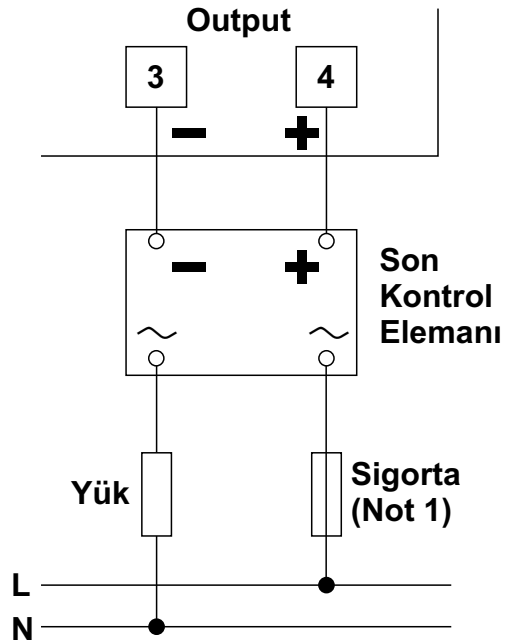 Output
3 4
− +
− +
Son
Kontrol
Elemanı
~ ~
Yük
Sigorta
(Not 1)
L
N